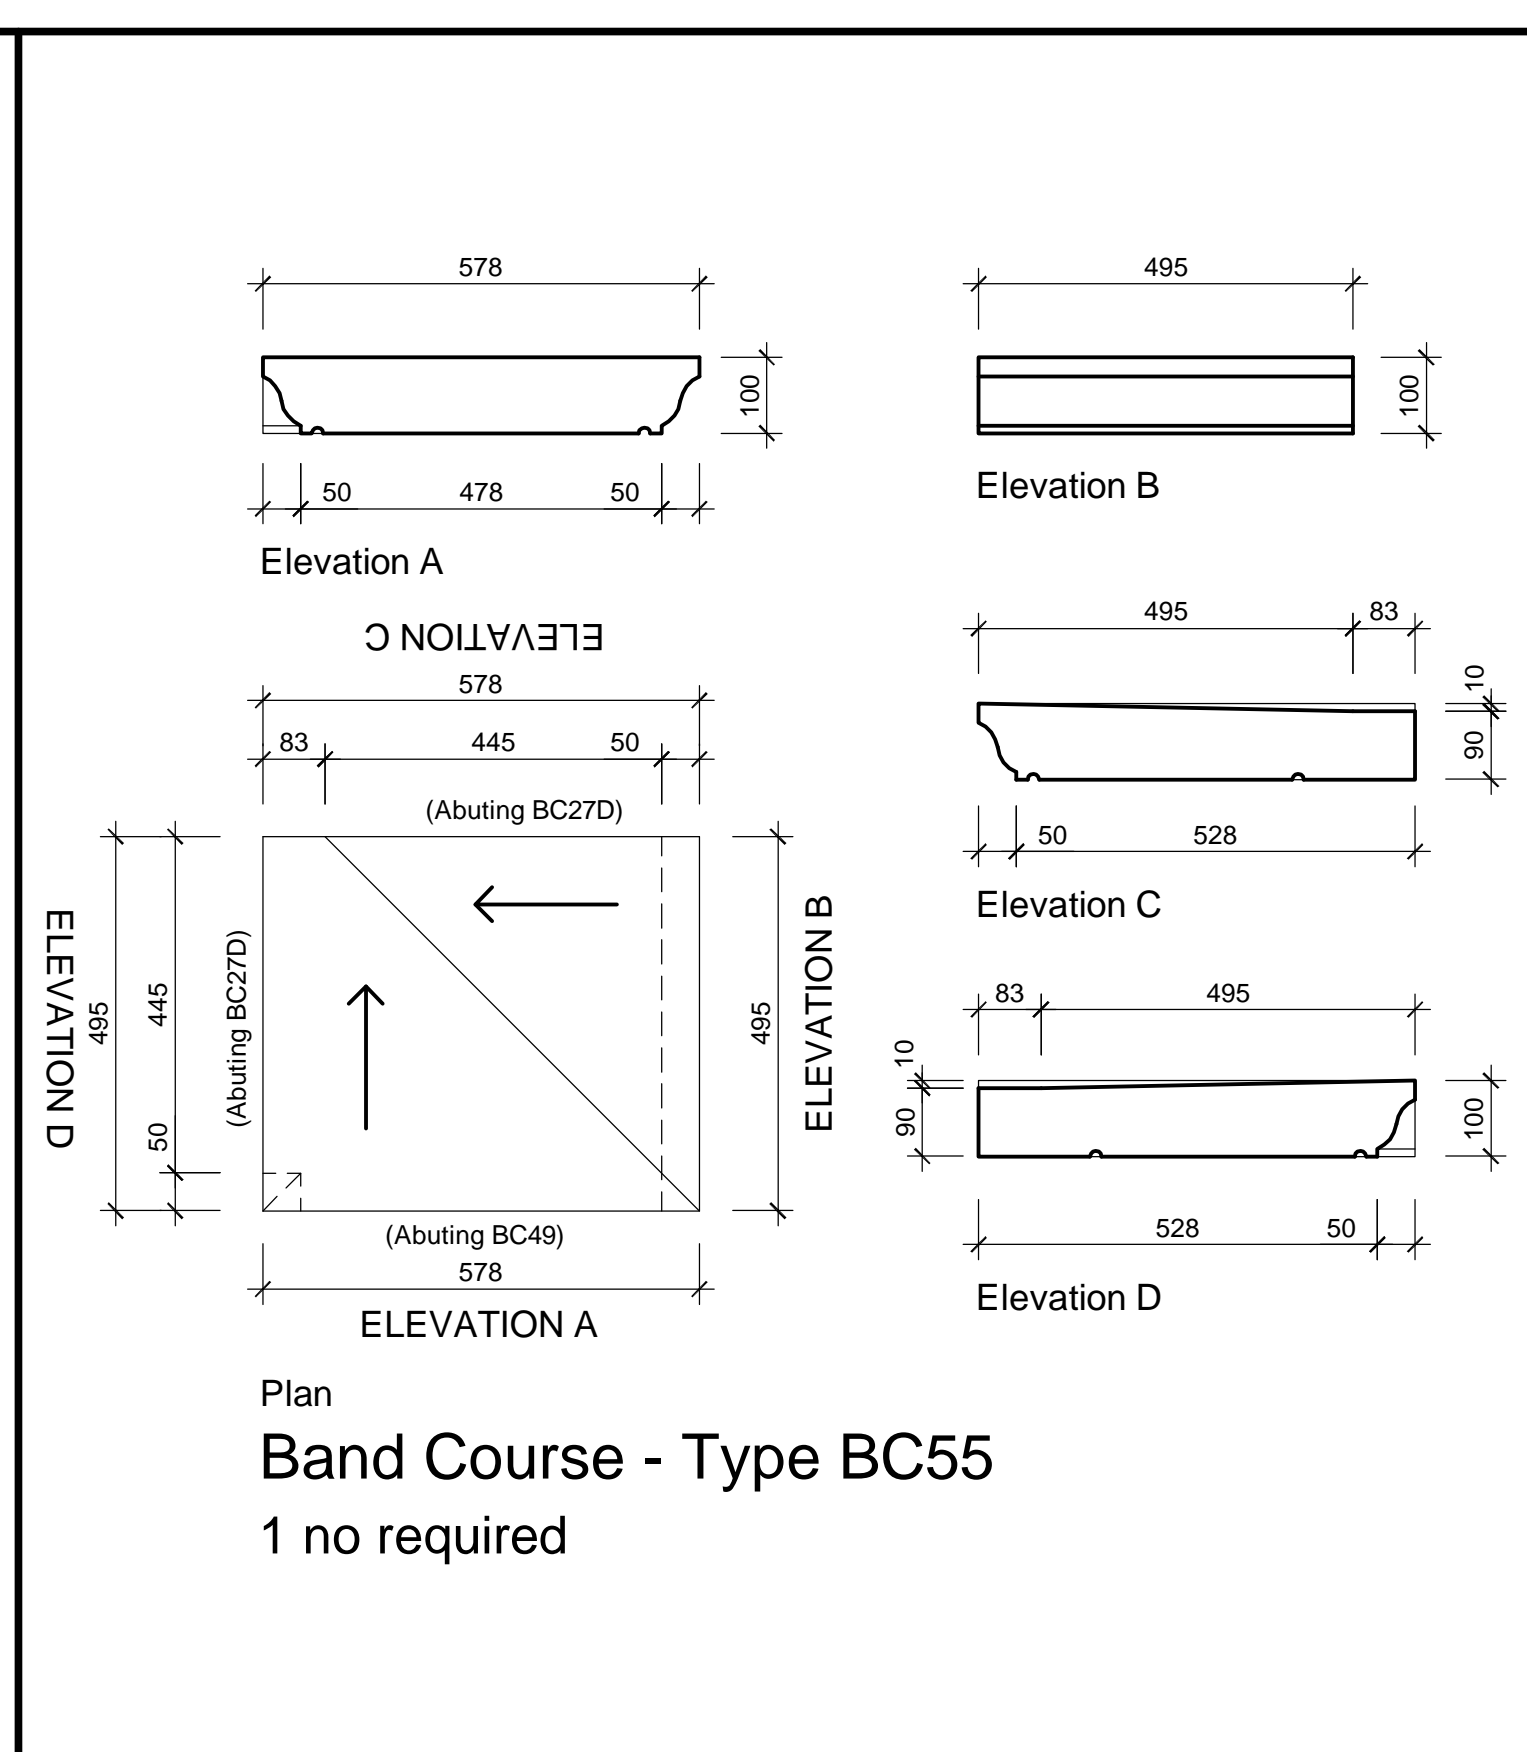 578
100
50 478 50
Elevation A
495
100
Elevation B
ELEVATION C
578
83 445 50
(Abuting BC27D)
ELEVATION D
495
445
50
(Abuting BC27D)
495
ELEVATION B
(Abuting BC49)
578
ELEVATION A
495 83
10
90
50 528
Elevation C
83 495
10
90
100
528 50
Elevation D
Plan
Band Course - Type BC55
1 no required